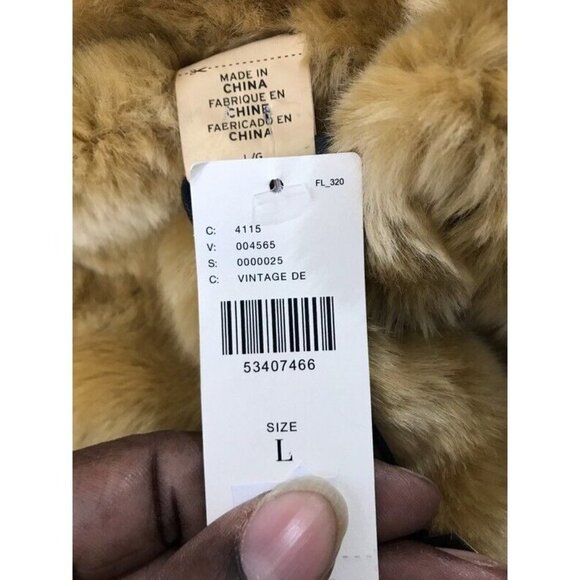 MADE IN
CHINA
FABRIQUE EN
CHINE
FABRICADO EN
CHINA
L/G
FL_320
C: 4115
V: 004565
S: 0000025
C: VINTAGE DE
53407466
SIZE
L